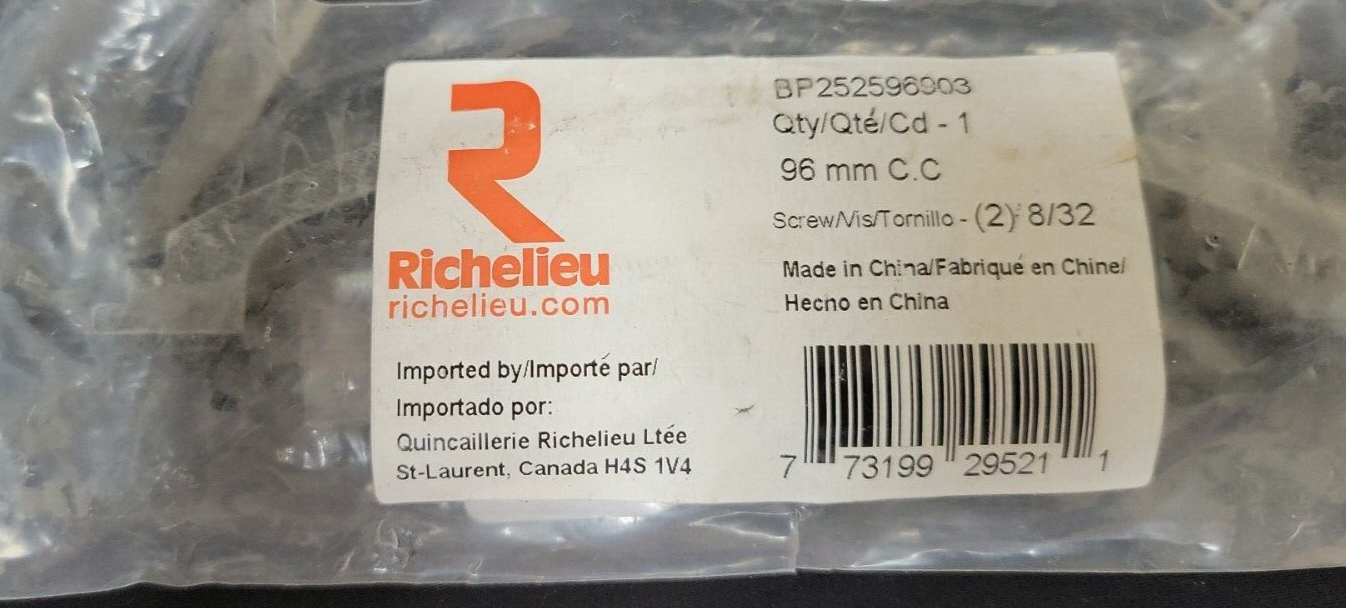 Richelieu
richelieu.com
Imported by/Importé par/
Importado por:
Quincaillerie Richelieu Ltée
St-Laurent, Canada H4S 1V4
BP252596903
Qty/Qté/Cd - 1
96 mm C.C
Screw/Vis/Tornillo - (2) 8/32
Made in China/Fabriqué en Chine/
Hecho en China
7 73199 29521 1